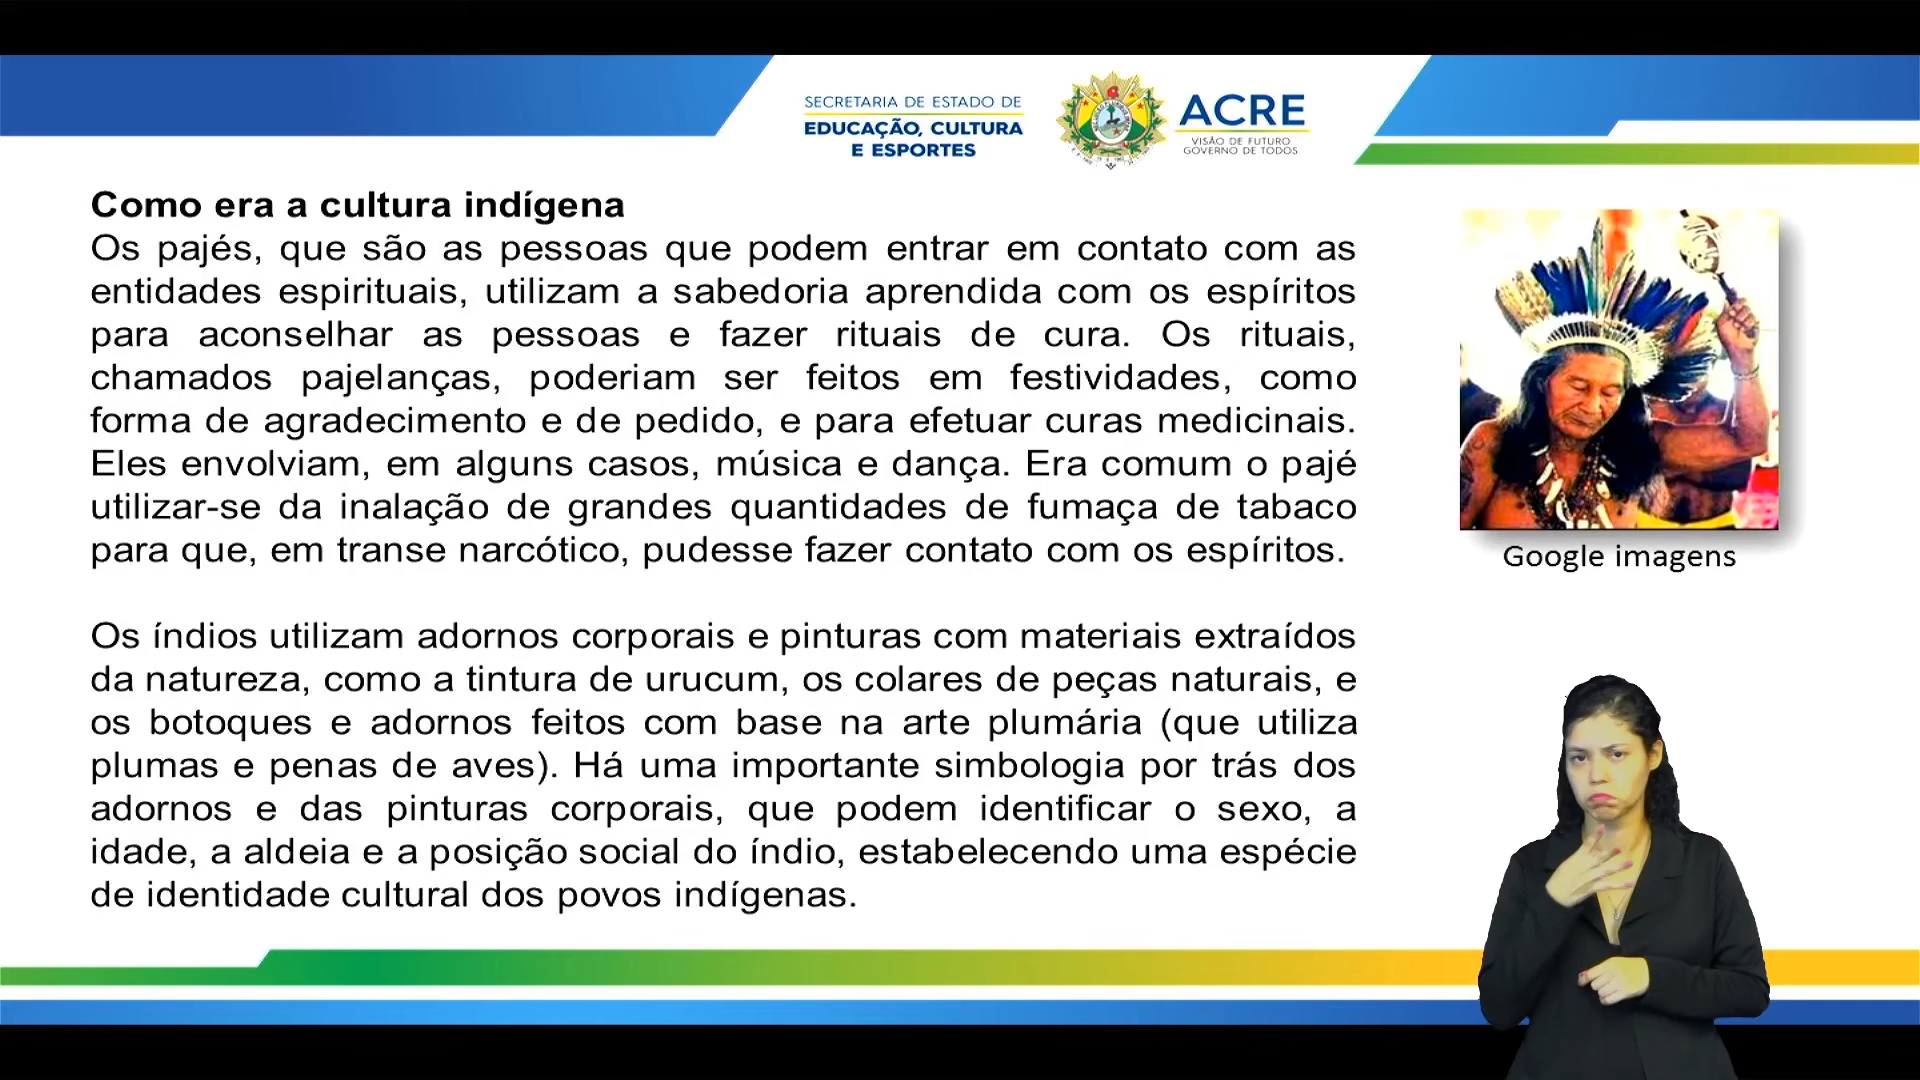 SECRETARIA DE ESTADO DE
EDUCAÇÃO, CULTURA
E ESPORTES
ACRE
VISÃO DE FUTURO
GOVERNO DE TODOS
Como era a cultura indígena
Os pajés, que são as pessoas que podem entrar em contato com as
entidades espirituais, utilizam a sabedoria aprendida com os espíritos
para aconselhar as pessoas e fazer rituais de cura. Os rituais,
chamados pajelanças, poderiam ser feitos em festividades, como
forma de agradecimento e de pedido, e para efetuar curas medicinais.
Eles envolviam, em alguns casos, música e dança. Era comum o pajé
utilizar-se da inalação de grandes quantidades de fumaça de tabaco
para que, em transe narcótico, pudesse fazer contato com os espíritos.
Google imagens
Os índios utilizam adornos corporais e pinturas com materiais extraídos
da natureza, como a tintura de urucum, os colares de peças naturais, e
os botoques e adornos feitos com base na arte plumária (que utiliza
plumas e penas de aves). Há uma importante simbologia por trás dos
adornos e das pinturas corporais, que podem identificar o sexo, a
idade, a aldeia e a posição social do índio, estabelecendo uma espécie
de identidade cultural dos povos indígenas.